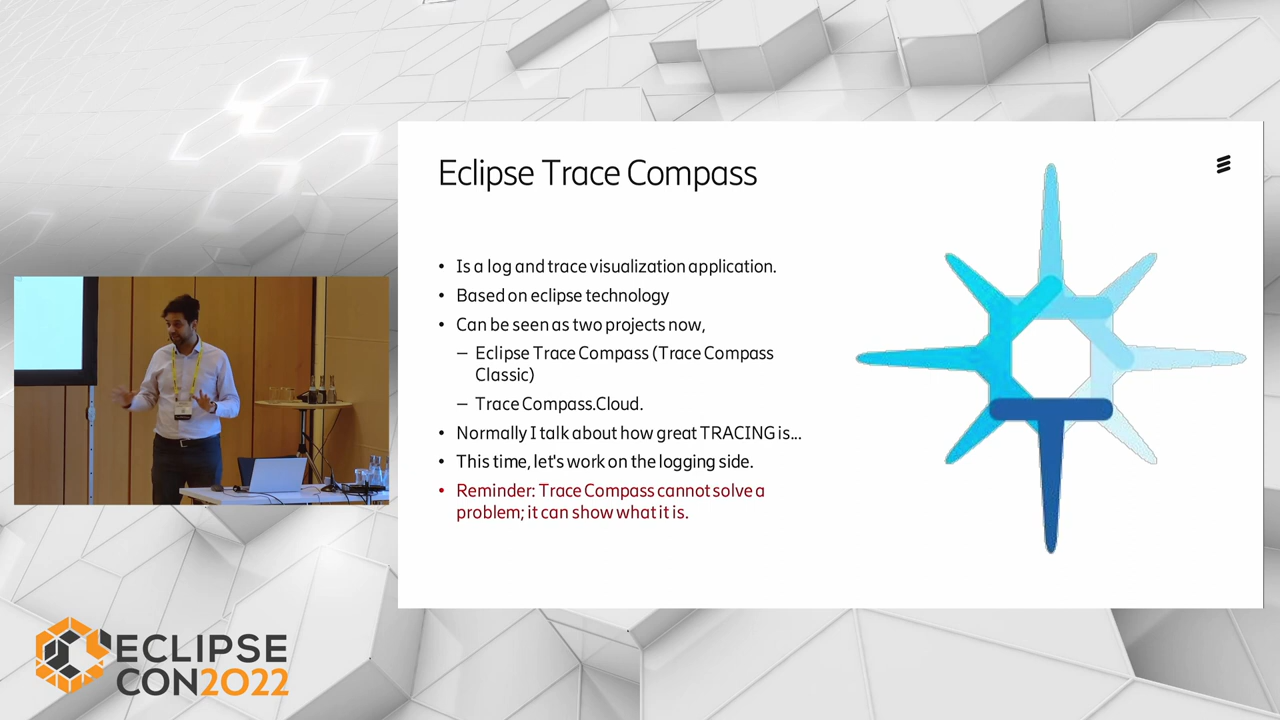 Eclipse Trace Compass
• Is a log and trace visualization application.
• Based on eclipse technology
• Can be seen as two projects now,
– Eclipse Trace Compass (Trace Compass
Classic)
– Trace Compass.Cloud.
• Normally I talk about how great TRACING is...
• This time, let's work on the logging side.
• Reminder: Trace Compass cannot solve a
problem; it can show what it is.
ECLIPSE
CON2022